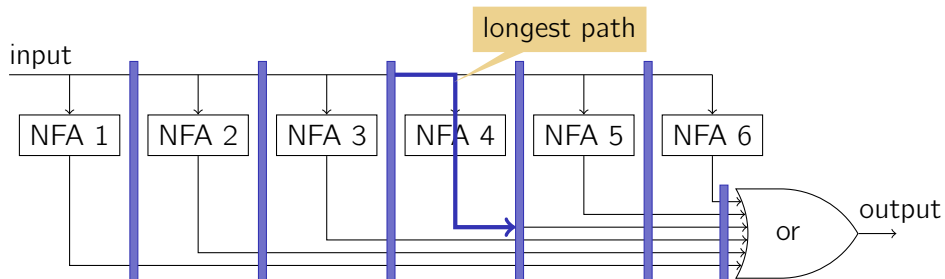 longest path
input
NFA 1
NFA 2
NFA 3
NFA 4
NFA 5
NFA 6
output
or